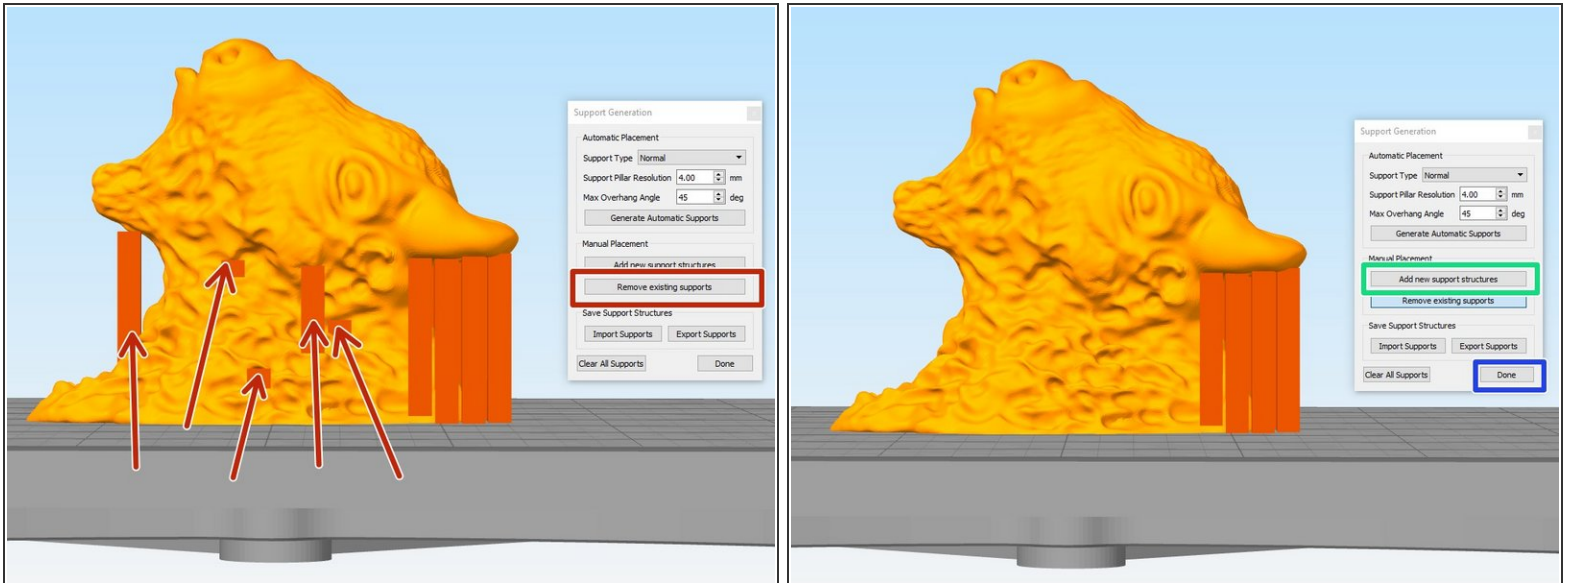 Support Generation
Automatic Placement
Support Type Normal
Support Pillar Resolution 4.00 mm
Max Overhang Angle 45 deg
Generate Automatic Supports
Manual Placement
Add new support structures
Remove existing supports
Save Support Structures
Import Supports Export Supports
Clear All Supports Done
Support Generation
Automatic Placement
Support Type Normal
Support Pillar Resolution 4.00 mm
Max Overhang Angle 45 deg
Generate Automatic Supports
Manual Placement
Add new support structures
Remove existing supports
Save Support Structures
Import Supports Export Supports
Clear All Supports Done